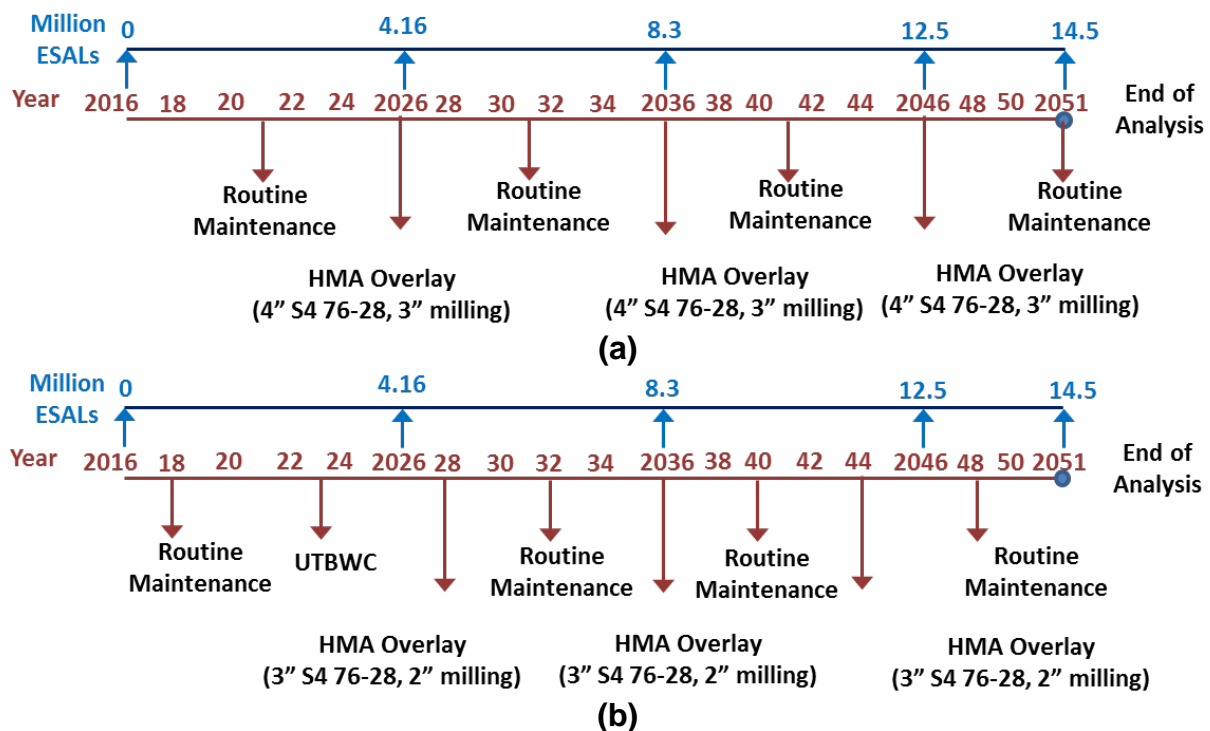 Million ESALs 0 4.16 8.3 12.5 14.5
Year 2016 18 20 22 24 2026 28 30 32 34 2036 38 40 42 44 2046 48 50 2051 End of Analysis
Routine Maintenance Routine Maintenance Routine Maintenance Routine Maintenance
HMA Overlay HMA Overlay HMA Overlay
(4” S4 76-28, 3” milling) (4” S4 76-28, 3” milling) (4” S4 76-28, 3” milling)
(a)
Million ESALs 0 4.16 8.3 12.5 14.5
Year 2016 18 20 22 24 2026 28 30 32 34 2036 38 40 42 44 2046 48 50 2051 End of Analysis
Routine Maintenance UTBWC Routine Maintenance Routine Maintenance Routine Maintenance
HMA Overlay HMA Overlay HMA Overlay
(3” S4 76-28, 2” milling) (3” S4 76-28, 2” milling) (3” S4 76-28, 2” milling)
(b)